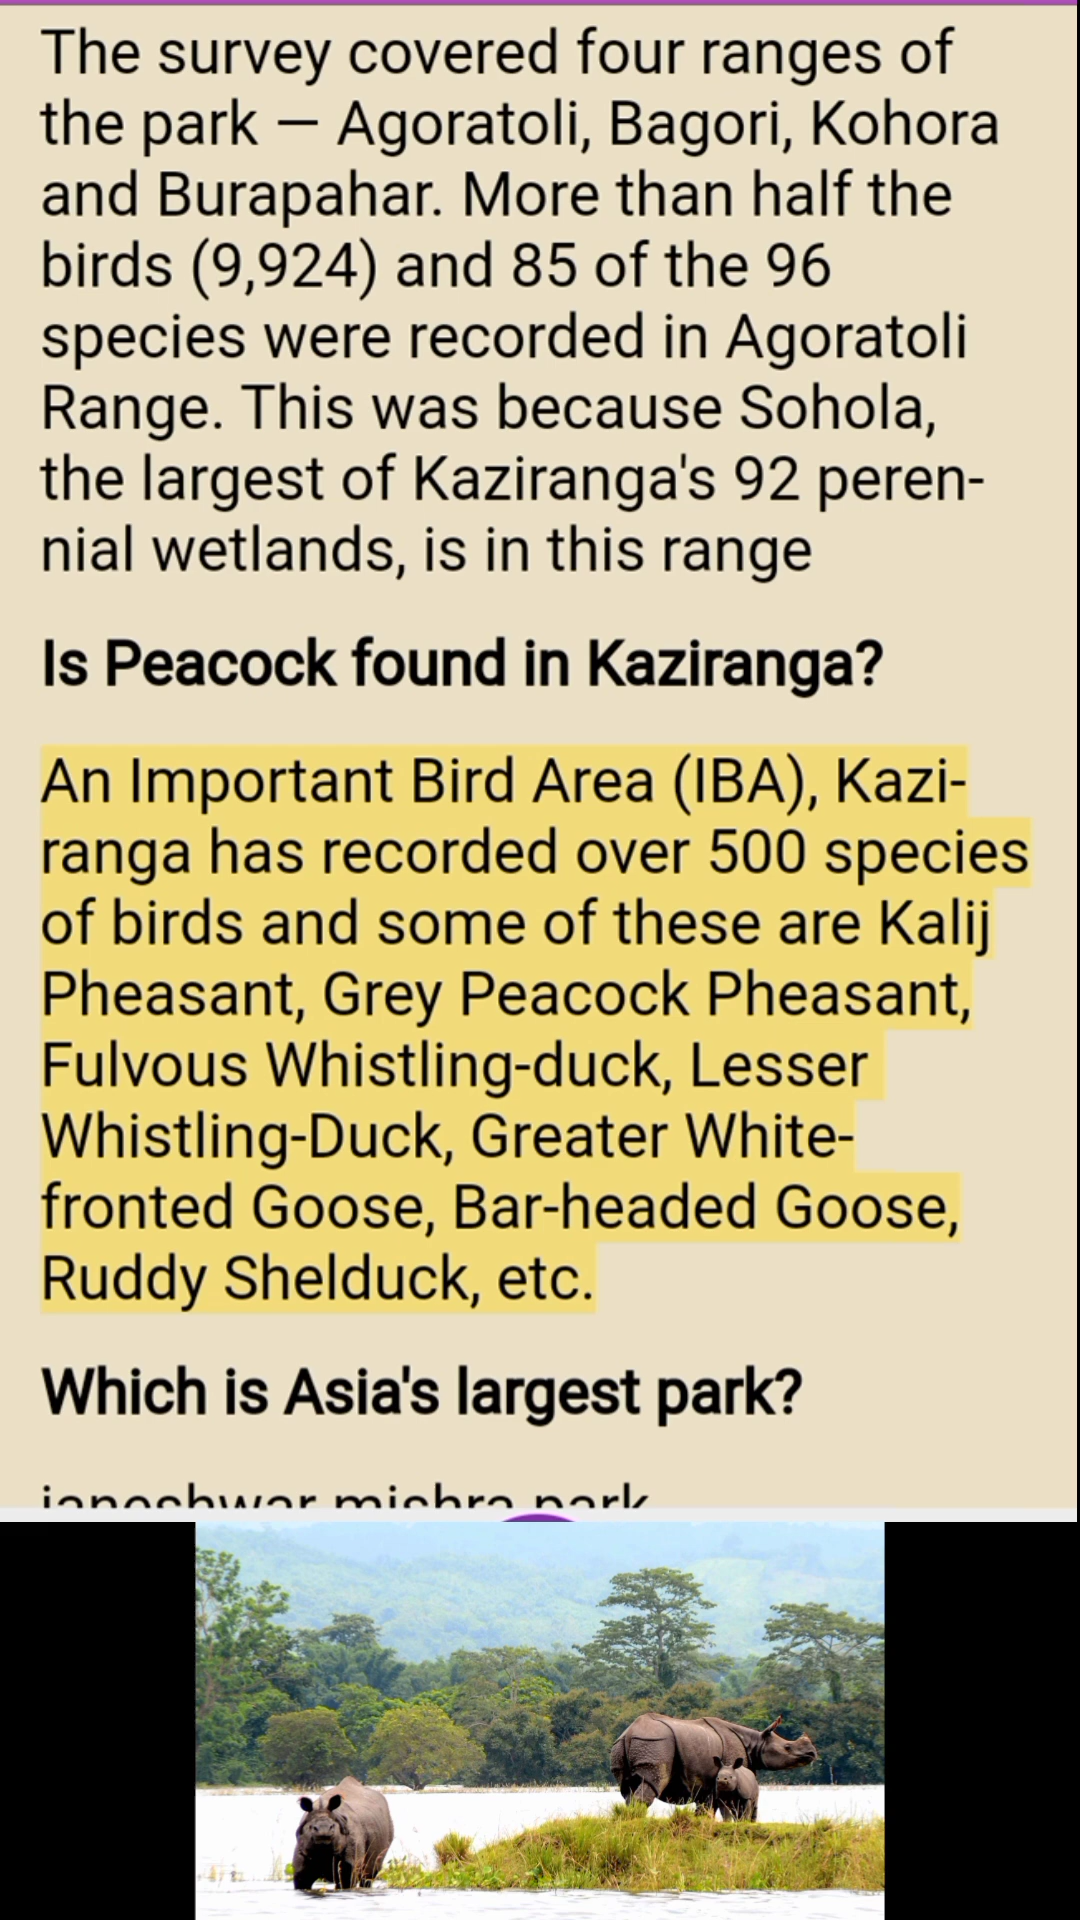 The survey covered four ranges of
the park — Agoratoli, Bagori, Kohora
and Burapahar. More than half the
birds (9,924) and 85 of the 96
species were recorded in Agoratoli
Range. This was because Sohola,
the largest of Kaziranga's 92 peren-
nial wetlands, is in this range
Is Peacock found in Kaziranga?
An Important Bird Area (IBA), Kazi-
ranga has recorded over 500 species
of birds and some of these are Kalij
Pheasant, Grey Peacock Pheasant,
Fulvous Whistling-duck, Lesser
Whistling-Duck, Greater White-
fronted Goose, Bar-headed Goose,
Ruddy Shelduck, etc.
Which is Asia's largest park?
janeshwar mishra park